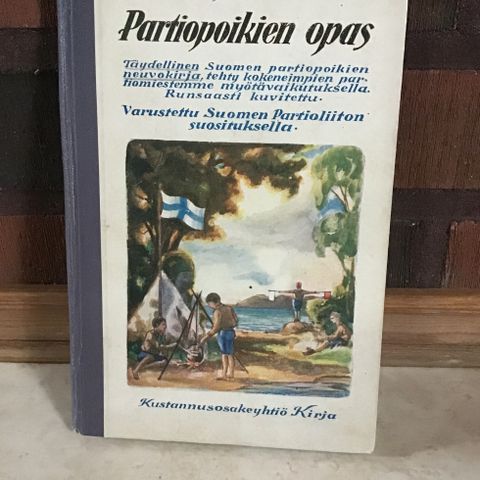 Partiopoikien opas
Täydellinen Suomen partiopoikien
neuvokirja, tehty kokeneimpien par-
tiomiestemme myötävaikutuksella.
Runsaasti kuvitettu.
Varustettu Suomen Partioliiton
suosituksella.
Kustannusosakeyhtiö Kirja